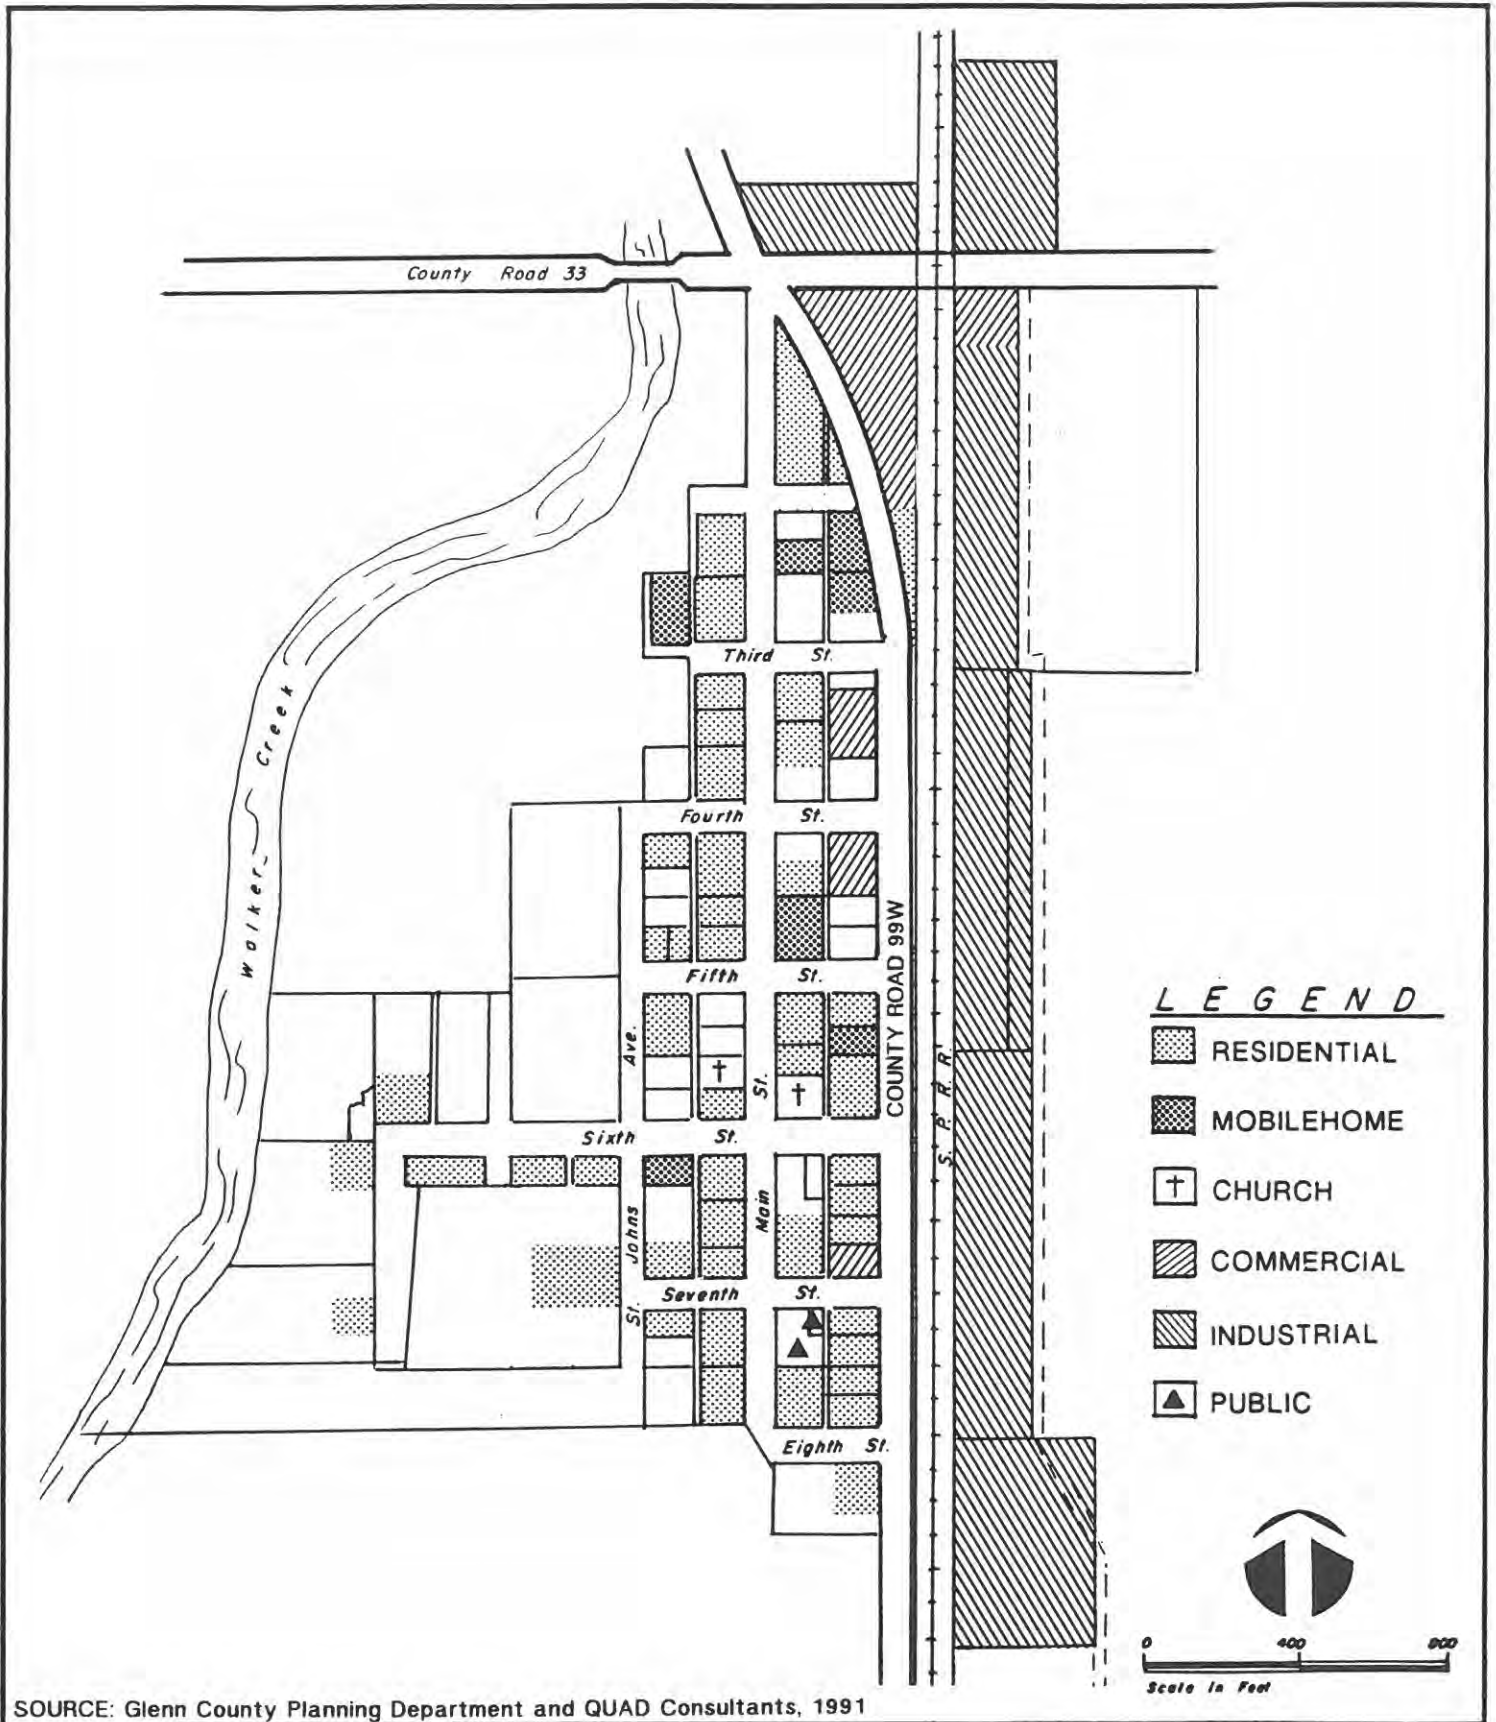 County Road 33
Third St.
Walker Creek
Fourth St.
Fifth St.
COUNTY ROAD 99W
Ave.
St.
S. P. R. R.
Sixth St.
Main
Johns
Seventh St.
St.
Eighth St.
LEGEND
RESIDENTIAL
MOBILEHOME
CHURCH
COMMERCIAL
INDUSTRIAL
PUBLIC
0 400 800
Scale In Feet
SOURCE: Glenn County Planning Department and QUAD Consultants, 1991